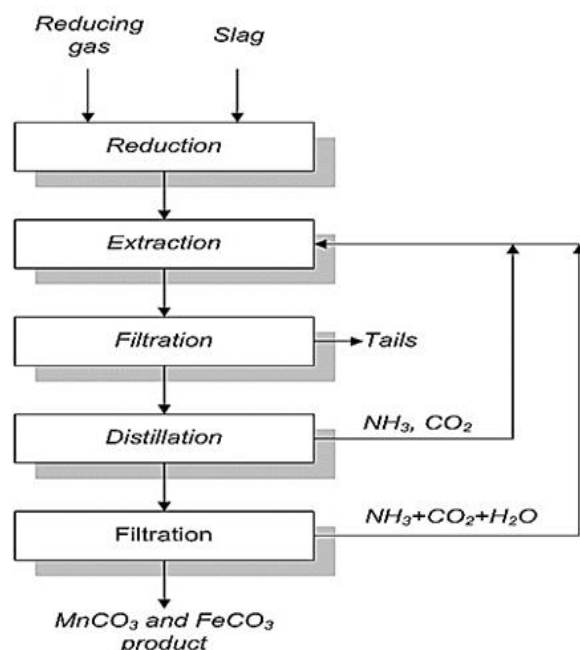 Reducing
gas
Slag
Reduction
Extraction
Filtration
Tails
Distillation
NH₃, CO₂
Filtration
NH₃+CO₂+H₂O
MnCO₃ and FeCO₃
product